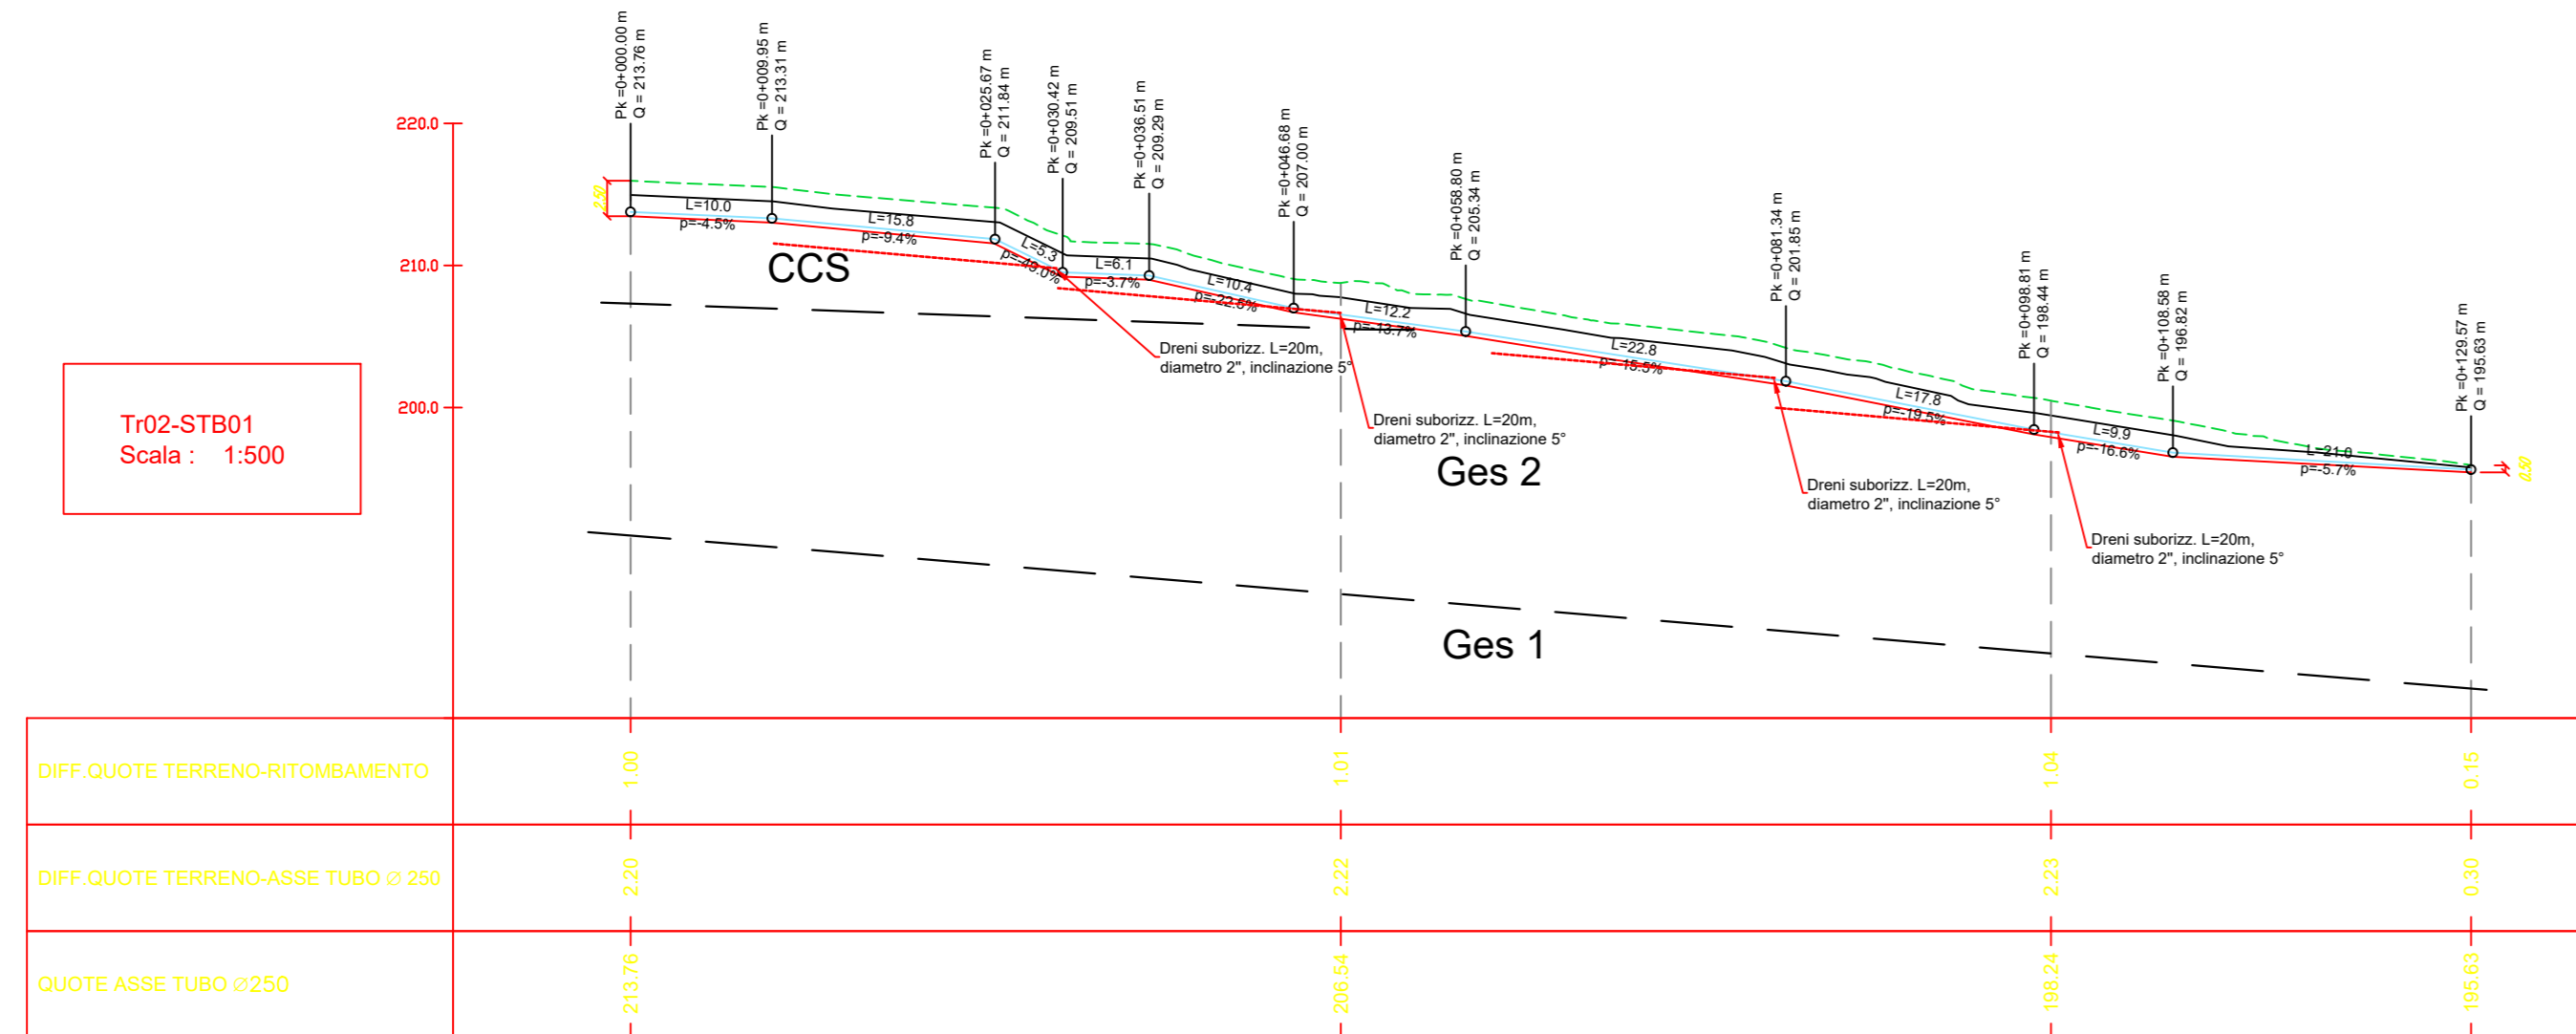 Pk =0+000.00 m
Q = 213.76 m
Pk =0+009.95 m
Q = 213.31 m
Pk =0+025.67 m
Q = 211.84 m
Pk =0+030.42 m
Q = 209.51 m
Pk =0+036.51 m
Q = 209.29 m
Pk =0+046.68 m
Q = 207.00 m
Pk =0+058.80 m
Q = 205.34 m
Pk =0+081.34 m
Q = 201.85 m
Pk =0+098.81 m
Q = 198.44 m
Pk =0+108.58 m
Q = 196.82 m
Pk =0+129.57 m
Q = 195.63 m
220.0
210.0
200.0
2.50
L=10.0
p=-4.5%
L=15.8
p=-9.4%
L=5.3
p=-49.0%
L=6.1
p=-3.7%
L=10.4
p=-22.5%
L=12.2
p=-13.7%
L=22.8
p=-15.5%
L=17.8
p=-19.5%
L=9.9
p=-16.6%
L=21.0
p=-5.7%
0.50
CCS
Dreni suborizz. L=20m,
diametro 2", inclinazione 5°
Dreni suborizz. L=20m,
diametro 2", inclinazione 5°
Dreni suborizz. L=20m,
diametro 2", inclinazione 5°
Dreni suborizz. L=20m,
diametro 2", inclinazione 5°
Ges 2
Ges 1
Tr02-STB01
Scala : 1:500
DIFF.QUOTE TERRENO-RITOMBAMENTO 1.00 1.01 1.04 0.15
DIFF.QUOTE TERRENO-ASSE TUBO ∅ 250 2.20 2.22 2.23 0.30
QUOTE ASSE TUBO ∅250 213.76 206.54 198.24 195.63